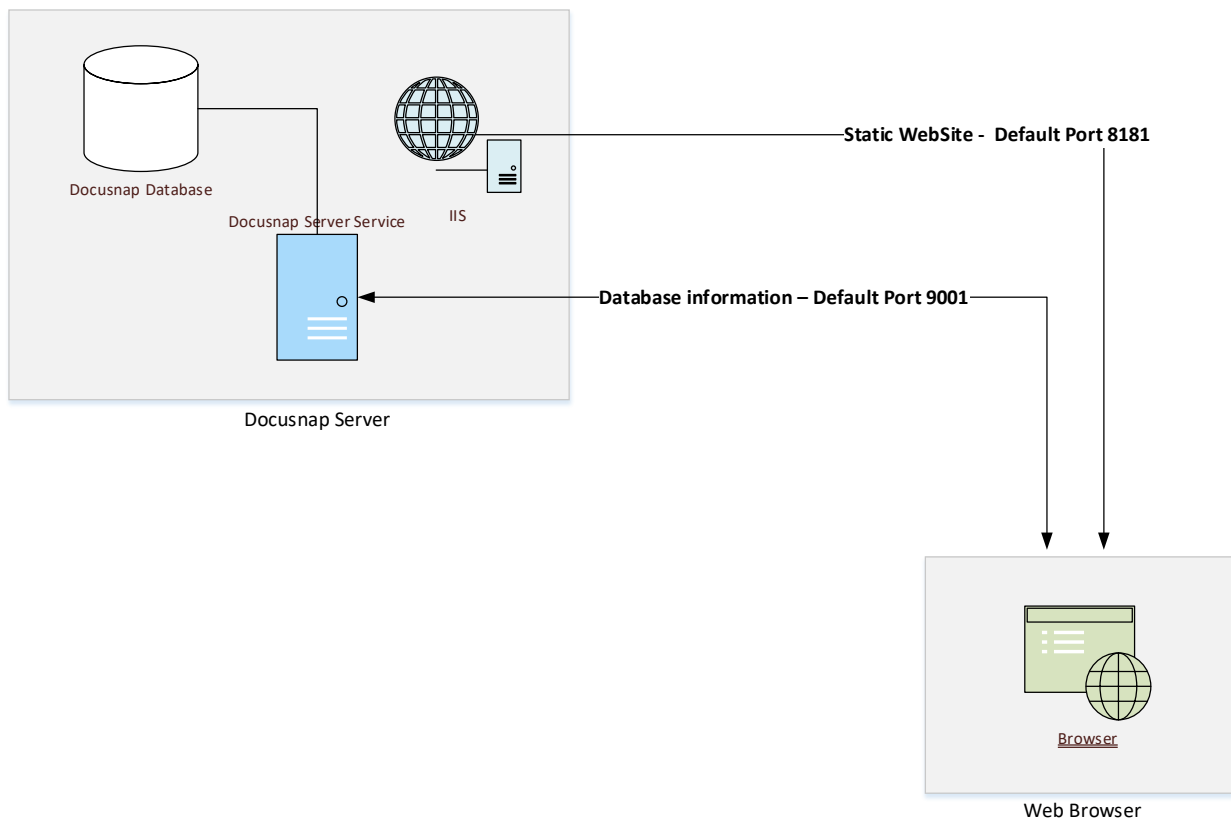 Static WebSite -  Default Port 8181
Docusnap Database
Docusnap Server Service
IIS
Database information – Default Port 9001
Docusnap Server
Browser
Web Browser